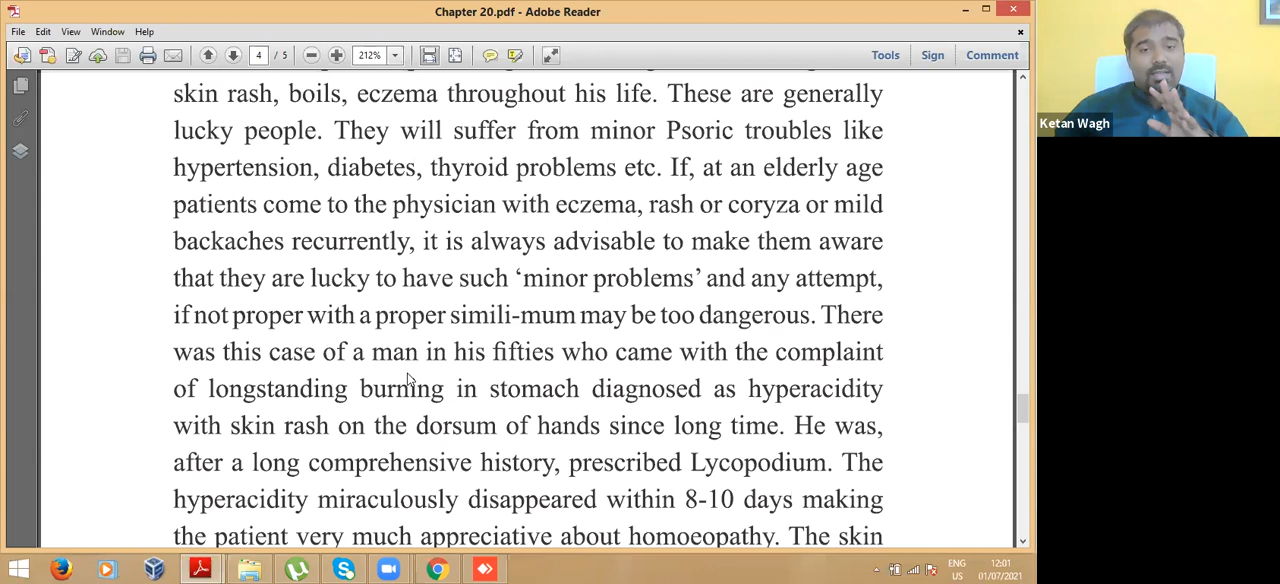 Chapter 20.pdf - Adobe Reader
File Edit View Window Help
4 / 5 212% Tools Sign Comment
skin rash, boils, eczema throughout his life. These are generally
lucky people. They will suffer from minor Psoric troubles like
hypertension, diabetes, thyroid problems etc. If, at an elderly age
patients come to the physician with eczema, rash or coryza or mild
backaches recurrently, it is always advisable to make them aware
that they are lucky to have such ‘minor problems’ and any attempt,
if not proper with a proper simili-mum may be too dangerous. There
was this case of a man in his fifties who came with the complaint
of longstanding burning in stomach diagnosed as hyperacidity
with skin rash on the dorsum of hands since long time. He was,
after a long comprehensive history, prescribed Lycopodium. The
hyperacidity miraculously disappeared within 8-10 days making
the patient very much appreciative about homoeopathy. The skin
Ketan Wagh
ENG 12:01
US 01/07/2021